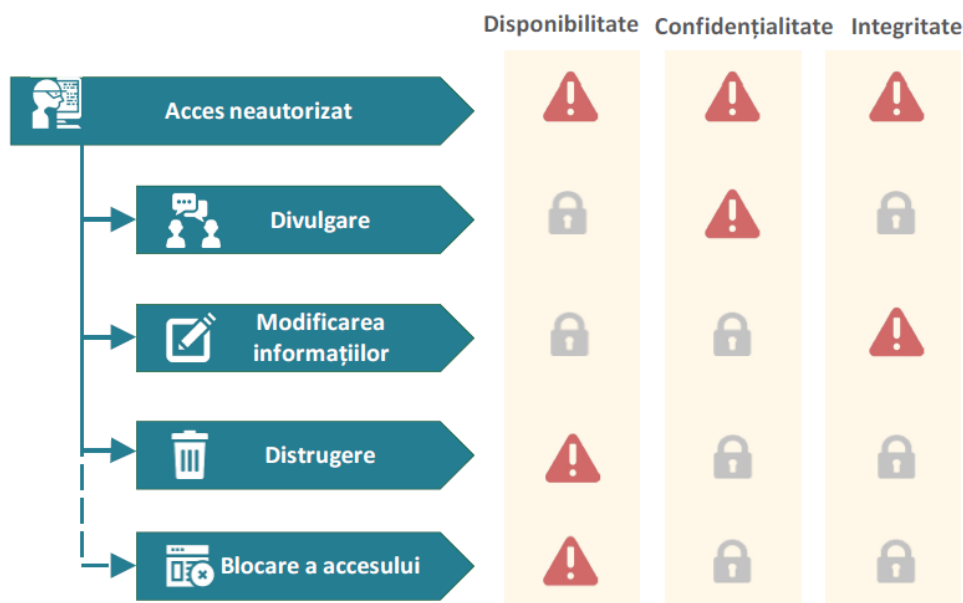 Disponibilitate Confidențialitate Integritate
Acces neautorizat
Divulgare
Modificarea
informațiilor
Distrugere
Blocare a accesului